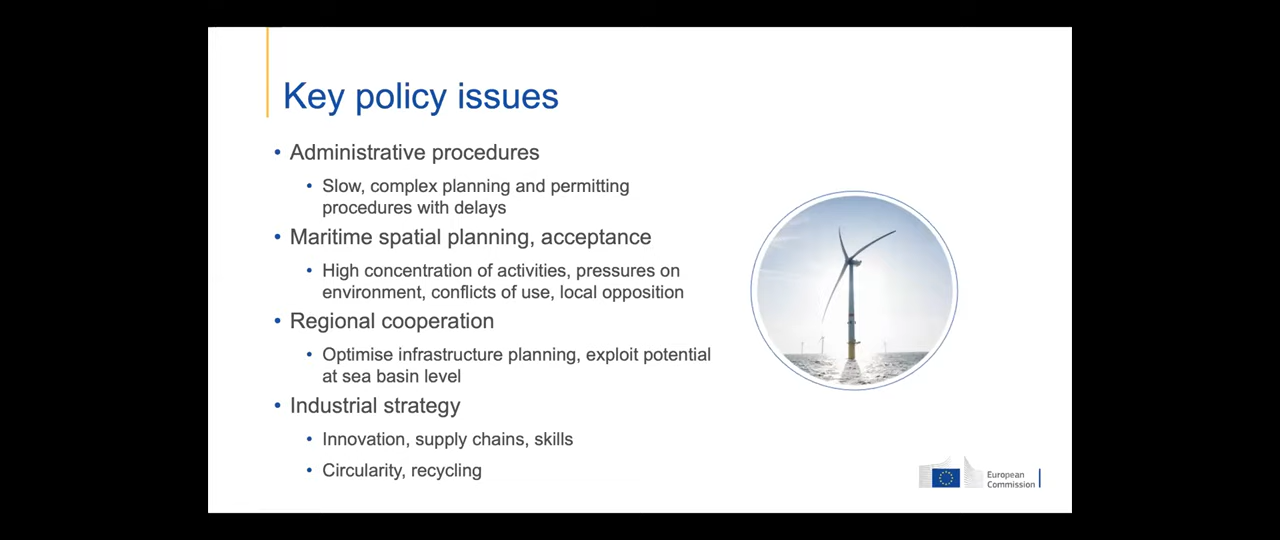 Key policy issues
• Administrative procedures
• Slow, complex planning and permitting
procedures with delays
• Maritime spatial planning, acceptance
• High concentration of activities, pressures on
environment, conflicts of use, local opposition
• Regional cooperation
• Optimise infrastructure planning, exploit potential
at sea basin level
• Industrial strategy
• Innovation, supply chains, skills
• Circularity, recycling
European
Commission